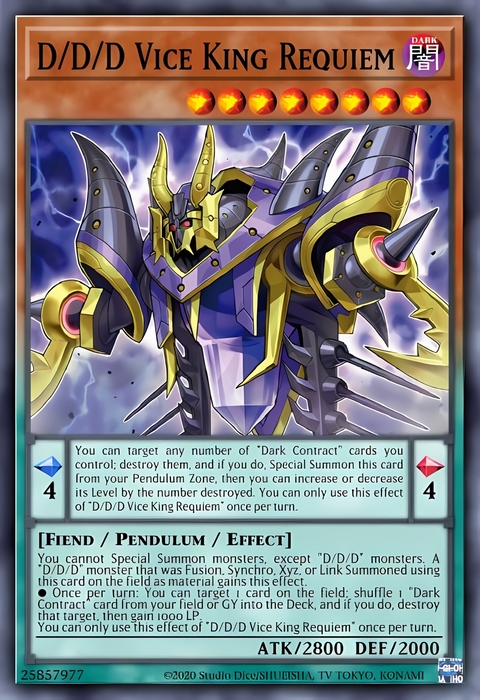 D/D/D Vice King Requiem
DARK
闇
You can target any number of "Dark Contract" cards you
control; destroy them, and if you do, Special Summon this card
from your Pendulum Zone, then you can increase or decrease
its Level by the number destroyed. You can only use this effect
of "D/D/D Vice King Requiem" once per turn.
4
4
[Fiend / Pendulum / Effect]
You cannot Special Summon monsters, except "D/D/D" monsters. A
"D/D/D" monster that was Fusion, Synchro, Xyz, or Link Summoned using
this card on the field as material gains this effect.
● Once per turn: You can target 1 card on the field; shuffle 1 "Dark
Contract" card from your field or GY into the Deck, and if you do, destroy
that target, then gain 1000 LP.
You can only use this effect of "D/D/D Vice King Requiem" once per turn.
ATK/2800 DEF/2000
25857977
©2020 Studio Dice/SHUEISHA, TV TOKYO, KONAMI